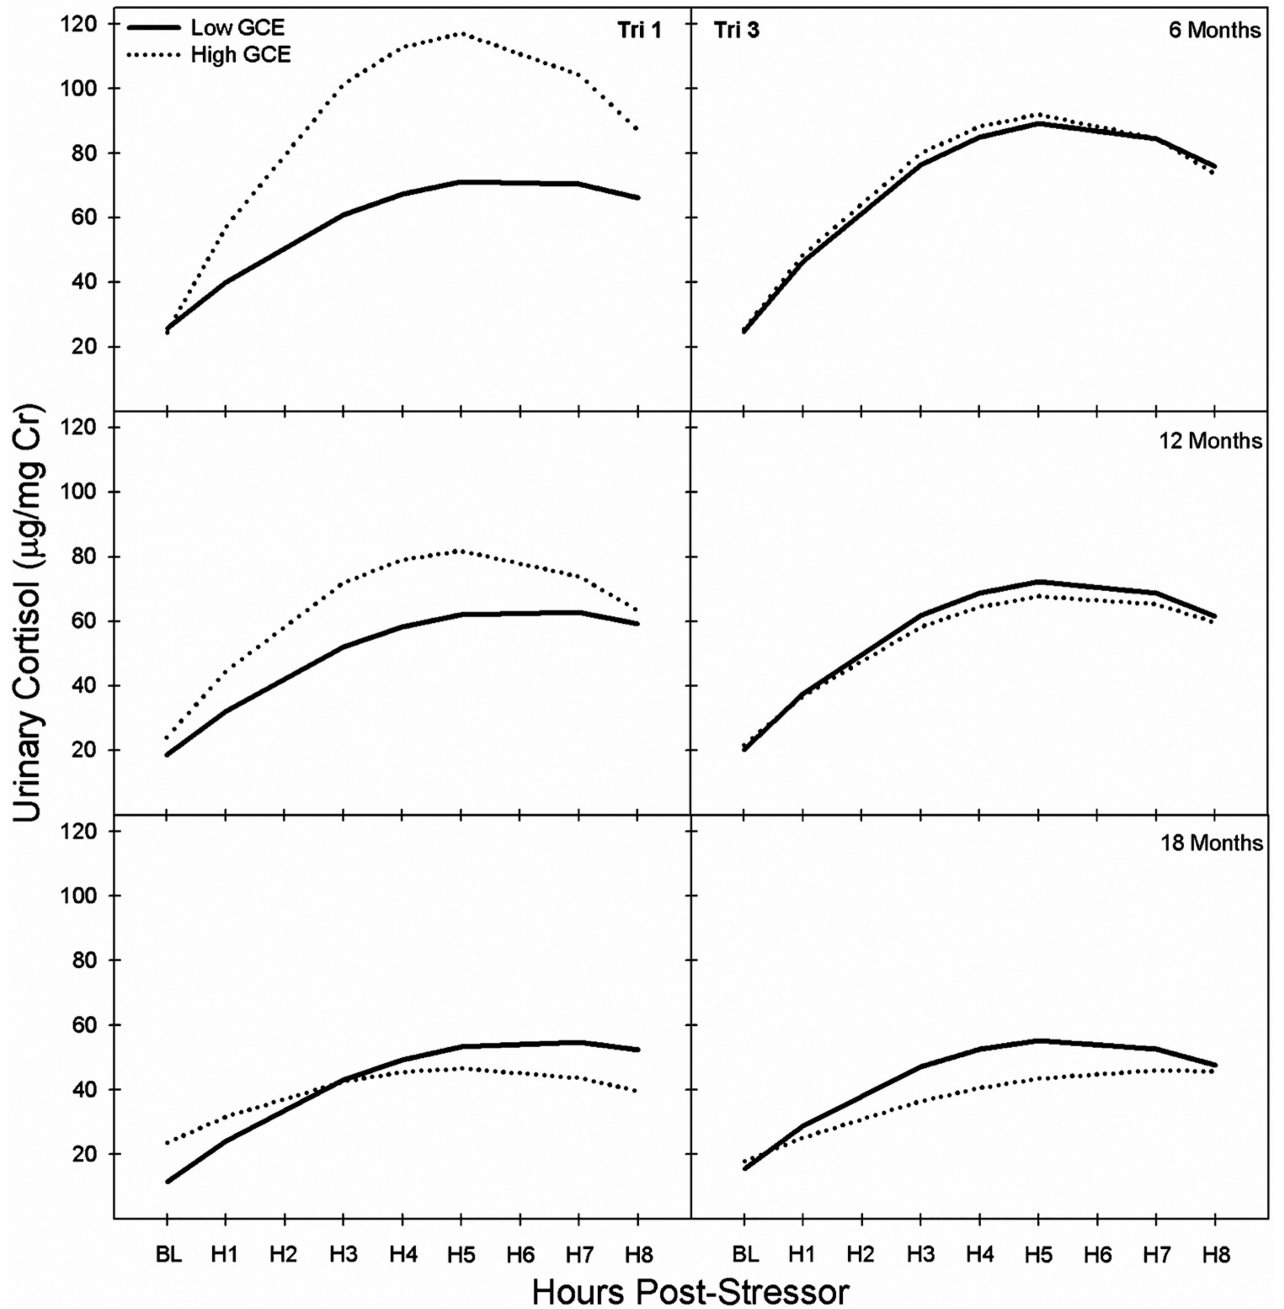 Low GCE
High GCE
Tri 1
Tri 3
6 Months
120
100
80
60
40
20
12 Months
120
100
80
60
40
20
18 Months
120
100
80
60
40
20
Urinary Cortisol (µg/mg Cr)
BL H1 H2 H3 H4 H5 H6 H7 H8
BL H1 H2 H3 H4 H5 H6 H7 H8
Hours Post-Stressor